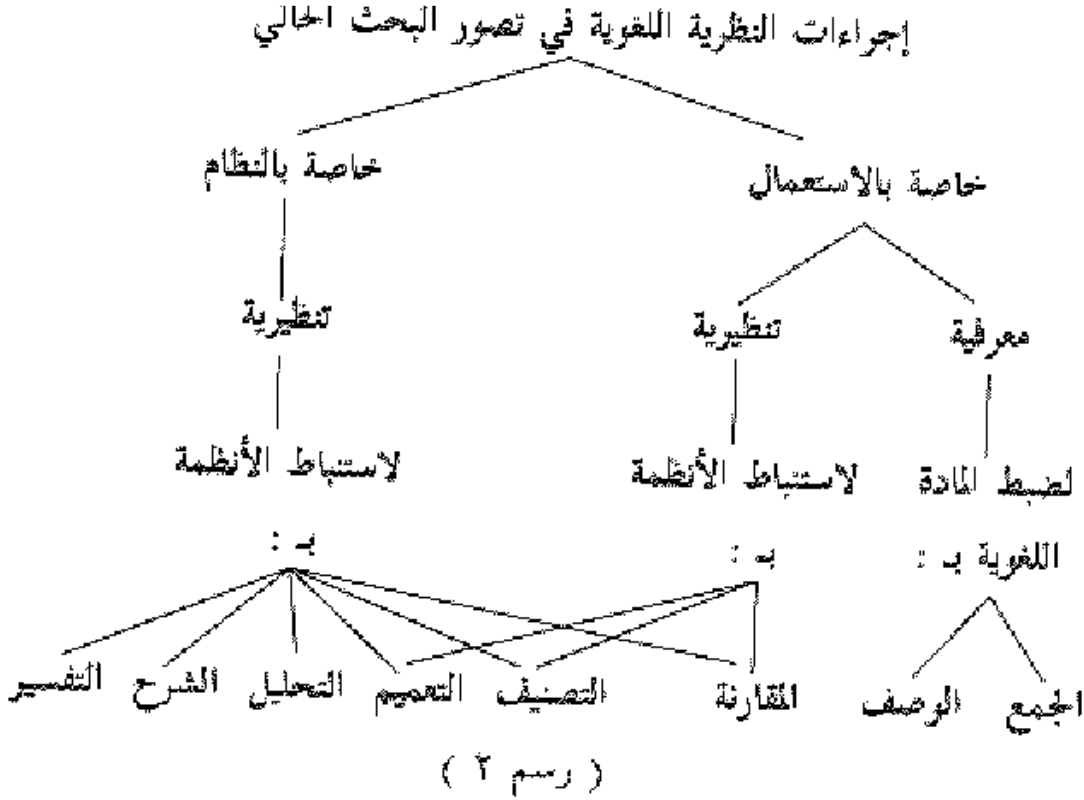 إجراءات النظرية اللغوية في تصور البحث الحالي
خاصة بالاستعمال خاصة بالنظام
معرفية تنظيرية تنظيرية
لضبط المادة لاستنباط الأنظمة لاستنباط الأنظمة
اللغوية بـ : بـ : بـ :
الجمع الوصف المقارنة التصنيف التعميم التحليل الشرح التفسير
( رسم ٢ )